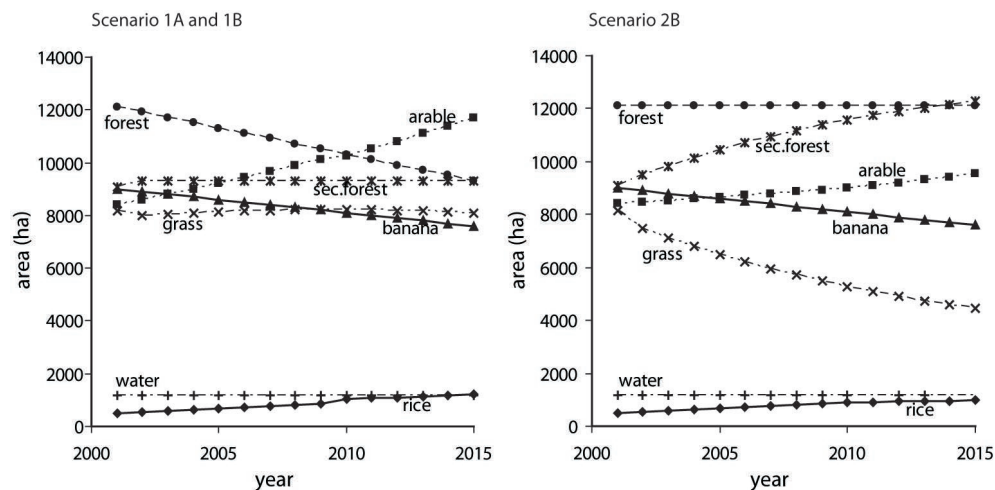 Scenario 1A and 1B
14000
12000
10000
8000
6000
4000
2000
0
area (ha)
forest
arable
sec.forest
grass
banana
water
rice
2000
2005
2010
2015
year
Scenario 2B
14000
12000
10000
8000
6000
4000
2000
0
area (ha)
forest
sec.forest
arable
banana
grass
water
rice
2000
2005
2010
2015
year